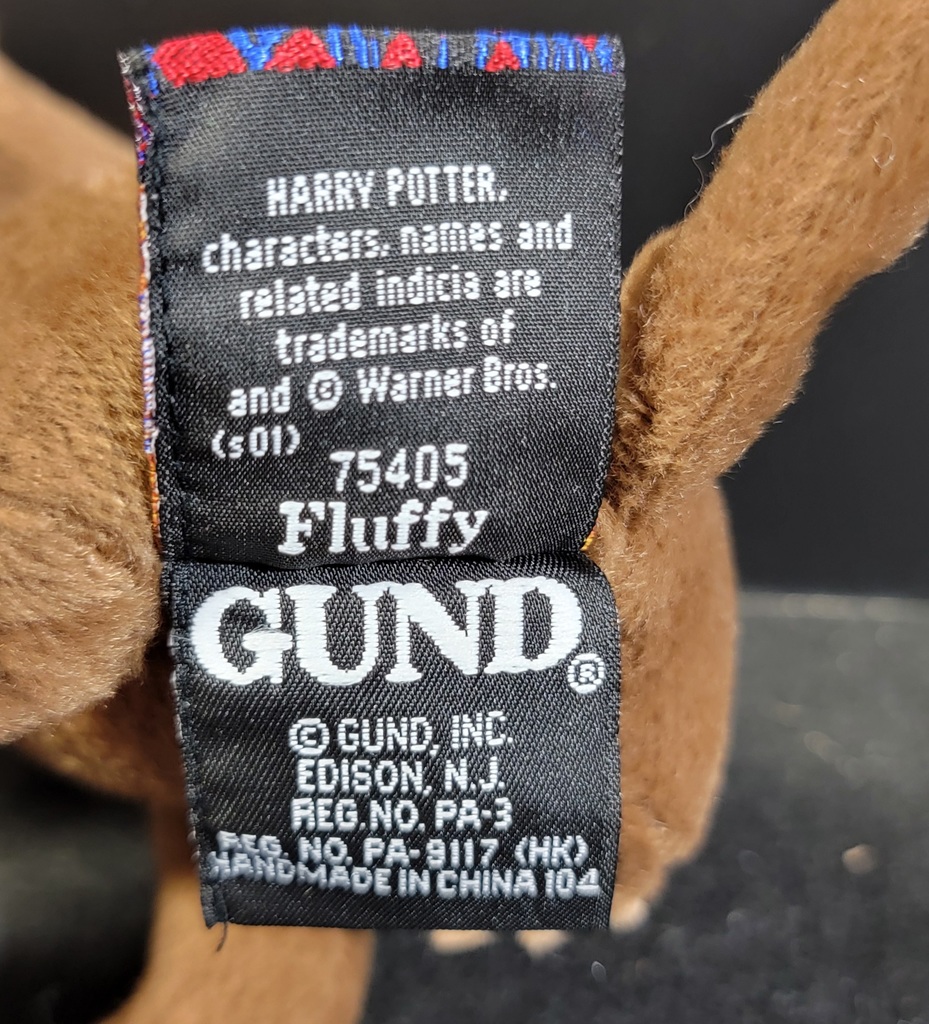 HARRY POTTER,
characters, names and
related indicia are
trademarks of
and © Warner Bros.
(s01)
75405
Fluffy
GUND®
© GUND, INC.
EDISON, N.J.
REG.NO. PA-3
REG. NO. PA-8117 (HK)
HANDMADE IN CHINA 104